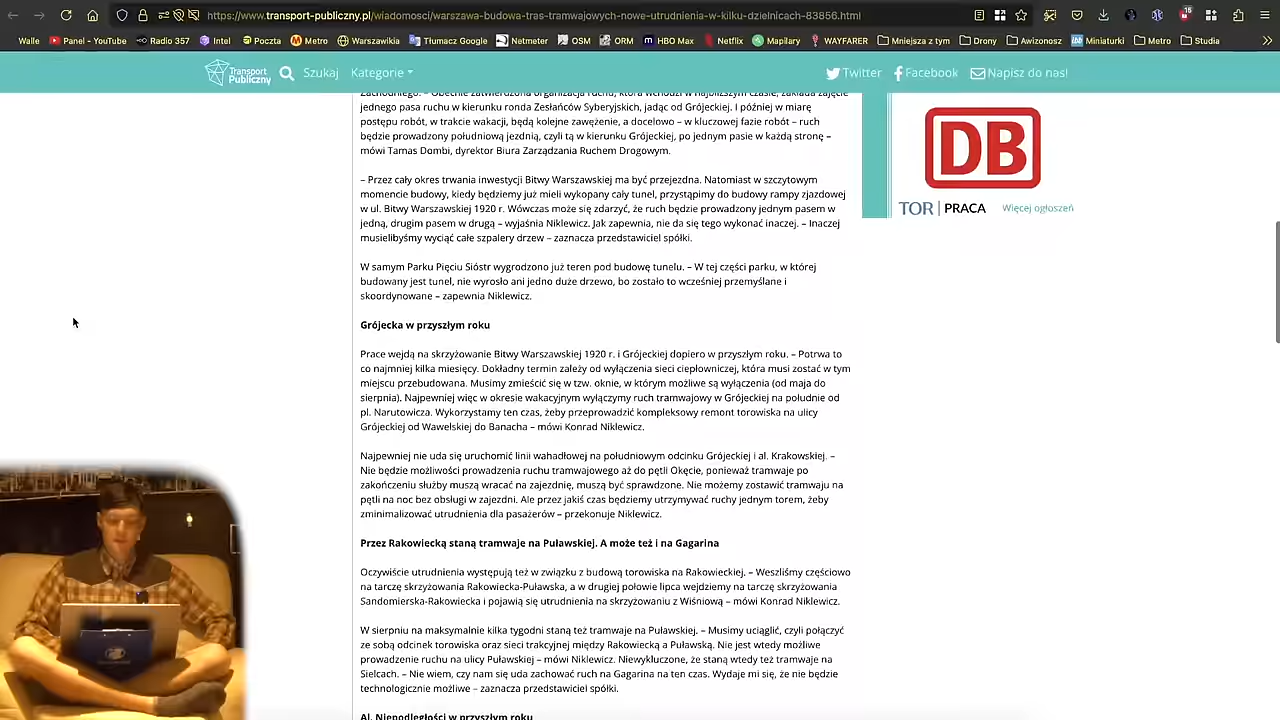 https://www.transport-publiczny.pl/wiadomosci/warszawa-budowa-tras-tramwajowych-nowe-utrudnienia-w-kilku-dzielnicach-83856.html
15
Walle Panel - YouTube Radio 357 Intel Poczta Metro Warszawikia Tłumacz Google Netmeter OSM ORM HBO Max Netflix Mapilary WAYFARER Mniejsza z tym Drony Awizonosz Miniaturki Metro Studia
Transport Publiczny Szukaj Kategorie Twitter Facebook Napisz do nas!
Zachodniego. – Obecnie zatwierdzona organizacja ruchu, która wchodzi w najbliższym czasie, zakłada zajęcie
jednego pasa ruchu w kierunku ronda Zesłańców Syberyjskich, jadąc od Grójeckiej. I później w miarę
postępu robót, w trakcie wakacji, będą kolejne zawężenie, a docelowo – w kluczowej fazie robót – ruch
będzie prowadzony południową jezdnią, czyli tą w kierunku Grójeckiej, po jednym pasie w każdą stronę –
mówi Tamas Dombi, dyrektor Biura Zarządzania Ruchem Drogowym.
– Przez cały okres trwania inwestycji Bitwy Warszawskiej ma być przejezdna. Natomiast w szczytowym
momencie budowy, kiedy będziemy już mieli wykopany cały tunel, przystąpimy do budowy rampy zjazdowej
w ul. Bitwy Warszawskiej 1920 r. Wówczas może się zdarzyć, że ruch będzie prowadzony jednym pasem w
jedną, drugim pasem w drugą – wyjaśnia Niklewicz. Jak zapewnia, nie da się tego wykonać inaczej. – Inaczej
musielibyśmy wyciąć całe szpalery drzew – zaznacza przedstawiciel spółki.
W samym Parku Pięciu Sióstr wygrodzono już teren pod budowę tunelu. – W tej części parku, w której
budowany jest tunel, nie wyrosło ani jedno duże drzewo, bo zostało to wcześniej przemyślane i
skoordynowane – zapewnia Niklewicz.
Grójecka w przyszłym roku
Prace wejdą na skrzyżowanie Bitwy Warszawskiej 1920 r. i Grójeckiej dopiero w przyszłym roku. – Potrwa to
co najmniej kilka miesięcy. Dokładny termin zależy od wyłączenia sieci ciepłowniczej, która musi zostać w tym
miejscu przebudowana. Musimy zmieścić się w tzw. oknie, w którym możliwe są wyłączenia (od maja do
sierpnia). Najpewniej więc w okresie wakacyjnym wyłączymy ruch tramwajowy w Grójeckiej na południe od
pl. Narutowicza. Wykorzystamy ten czas, żeby przeprowadzić kompleksowy remont torowiska na ulicy
Grójeckiej od Wawelskiej do Banacha – mówi Konrad Niklewicz.
Najpewniej nie uda się uruchomić linii wahadłowej na południowym odcinku Grójeckiej i al. Krakowskiej. –
Nie będzie możliwości prowadzenia ruchu tramwajowego aż do pętli Okęcie, ponieważ tramwaje po
zakończeniu służby muszą wracać na zajezdnię, muszą być sprawdzone. Nie możemy zostawić tramwaju na
pętli na noc bez obsługi w zajezdni. Ale przez jakiś czas będziemy utrzymywać ruchy jednym torem, żeby
zminimalizować utrudnienia dla pasażerów – przekonuje Niklewicz.
Przez Rakowiecką staną tramwaje na Puławskiej. A może też i na Gagarina
Oczywiście utrudnienia występują też w związku z budową torowiska na Rakowieckiej. – Weszliśmy częściowo
na tarczę skrzyżowania Rakowiecka-Puławska, a w drugiej połowie lipca wejdziemy na tarczę skrzyżowania
Sandomierska-Rakowiecka i pojawią się utrudnienia na skrzyżowaniu z Wiśniową – mówi Konrad Niklewicz.
W sierpniu na maksymalnie kilka tygodni staną też tramwaje na Puławskiej. – Musimy uciąglić, czyli połączyć
ze sobą odcinek torowiska oraz sieci trakcyjnej między Rakowiecką a Puławską. Nie jest wtedy możliwe
prowadzenie ruchu na ulicy Puławskiej – mówi Niklewicz. Niewykluczone, że staną wtedy też tramwaje na
Sielcach. – Nie wiem, czy nam się uda zachować ruch na Gagarina na ten czas. Wydaje mi się, że nie będzie
technologicznie możliwe – zaznacza przedstawiciel spółki.
Al. Niepodległości w przyszłym roku
DB
TOR | PRACA Więcej ogłoszeń